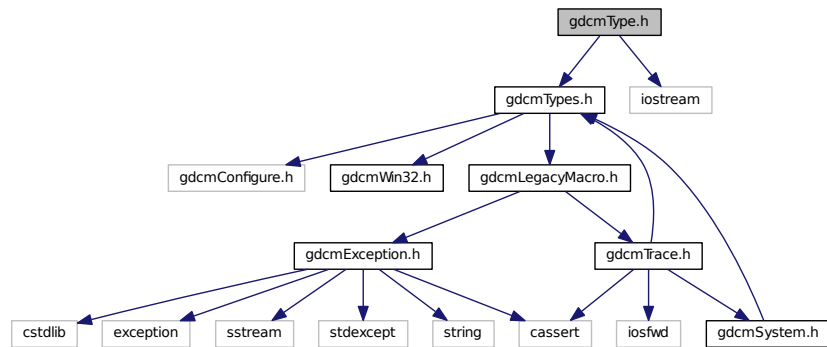 gdcmType.h
gdcmTypes.h
iostream
gdcmConfigure.h
gdcmWin32.h
gdcmLegacyMacro.h
gdcmException.h
gdcmTrace.h
cstdlib
exception
sstream
stdexcept
string
cassert
iosfwd
gdcmSystem.h